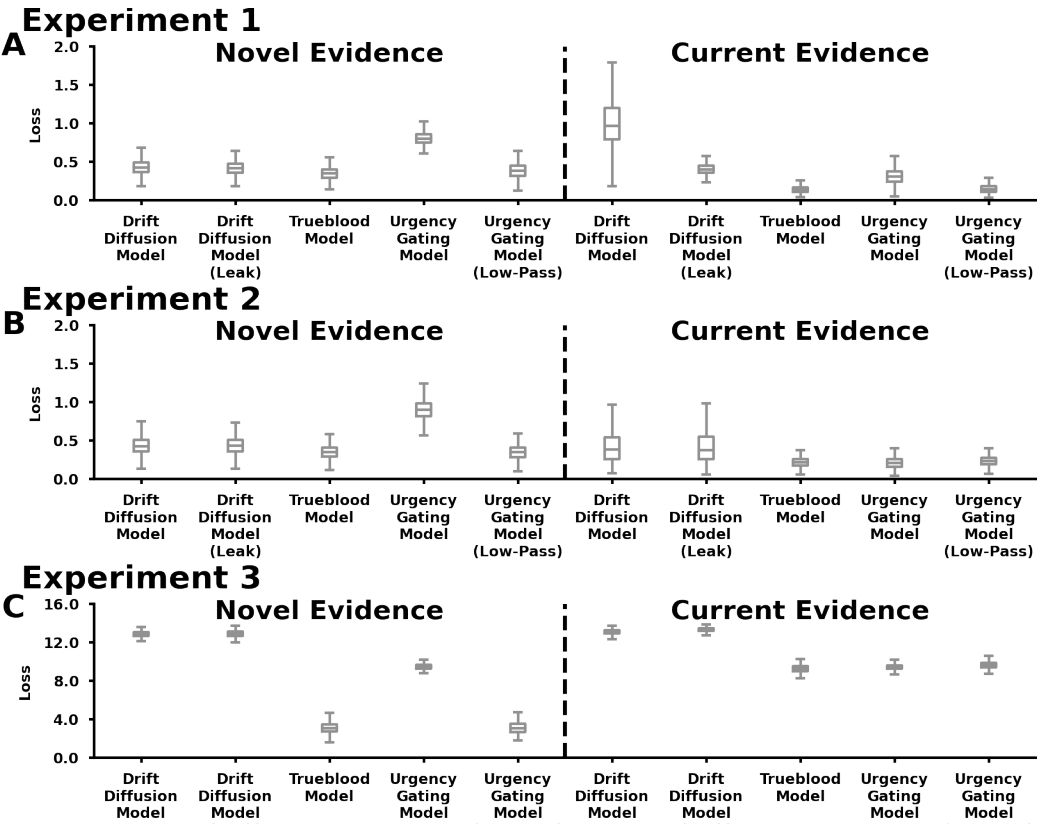 Experiment 1
A
Novel Evidence
Current Evidence
2.0
1.5
1.0
0.5
0.0
Loss
Drift Diffusion Model
Drift Diffusion Model (Leak)
Trueblood Model
Urgency Gating Model
Urgency Gating Model (Low-Pass)
Drift Diffusion Model
Drift Diffusion Model (Leak)
Trueblood Model
Urgency Gating Model
Urgency Gating Model (Low-Pass)
Experiment 2
B
Novel Evidence
Current Evidence
2.0
1.5
1.0
0.5
0.0
Loss
Drift Diffusion Model
Drift Diffusion Model (Leak)
Trueblood Model
Urgency Gating Model
Urgency Gating Model (Low-Pass)
Drift Diffusion Model
Drift Diffusion Model (Leak)
Trueblood Model
Urgency Gating Model
Urgency Gating Model (Low-Pass)
Experiment 3
C
Novel Evidence
Current Evidence
16.0
12.0
8.0
4.0
0.0
Loss
Drift Diffusion Model
Drift Diffusion Model
Trueblood Model
Urgency Gating Model
Urgency Gating Model
Drift Diffusion Model
Drift Diffusion Model
Trueblood Model
Urgency Gating Model
Urgency Gating Model